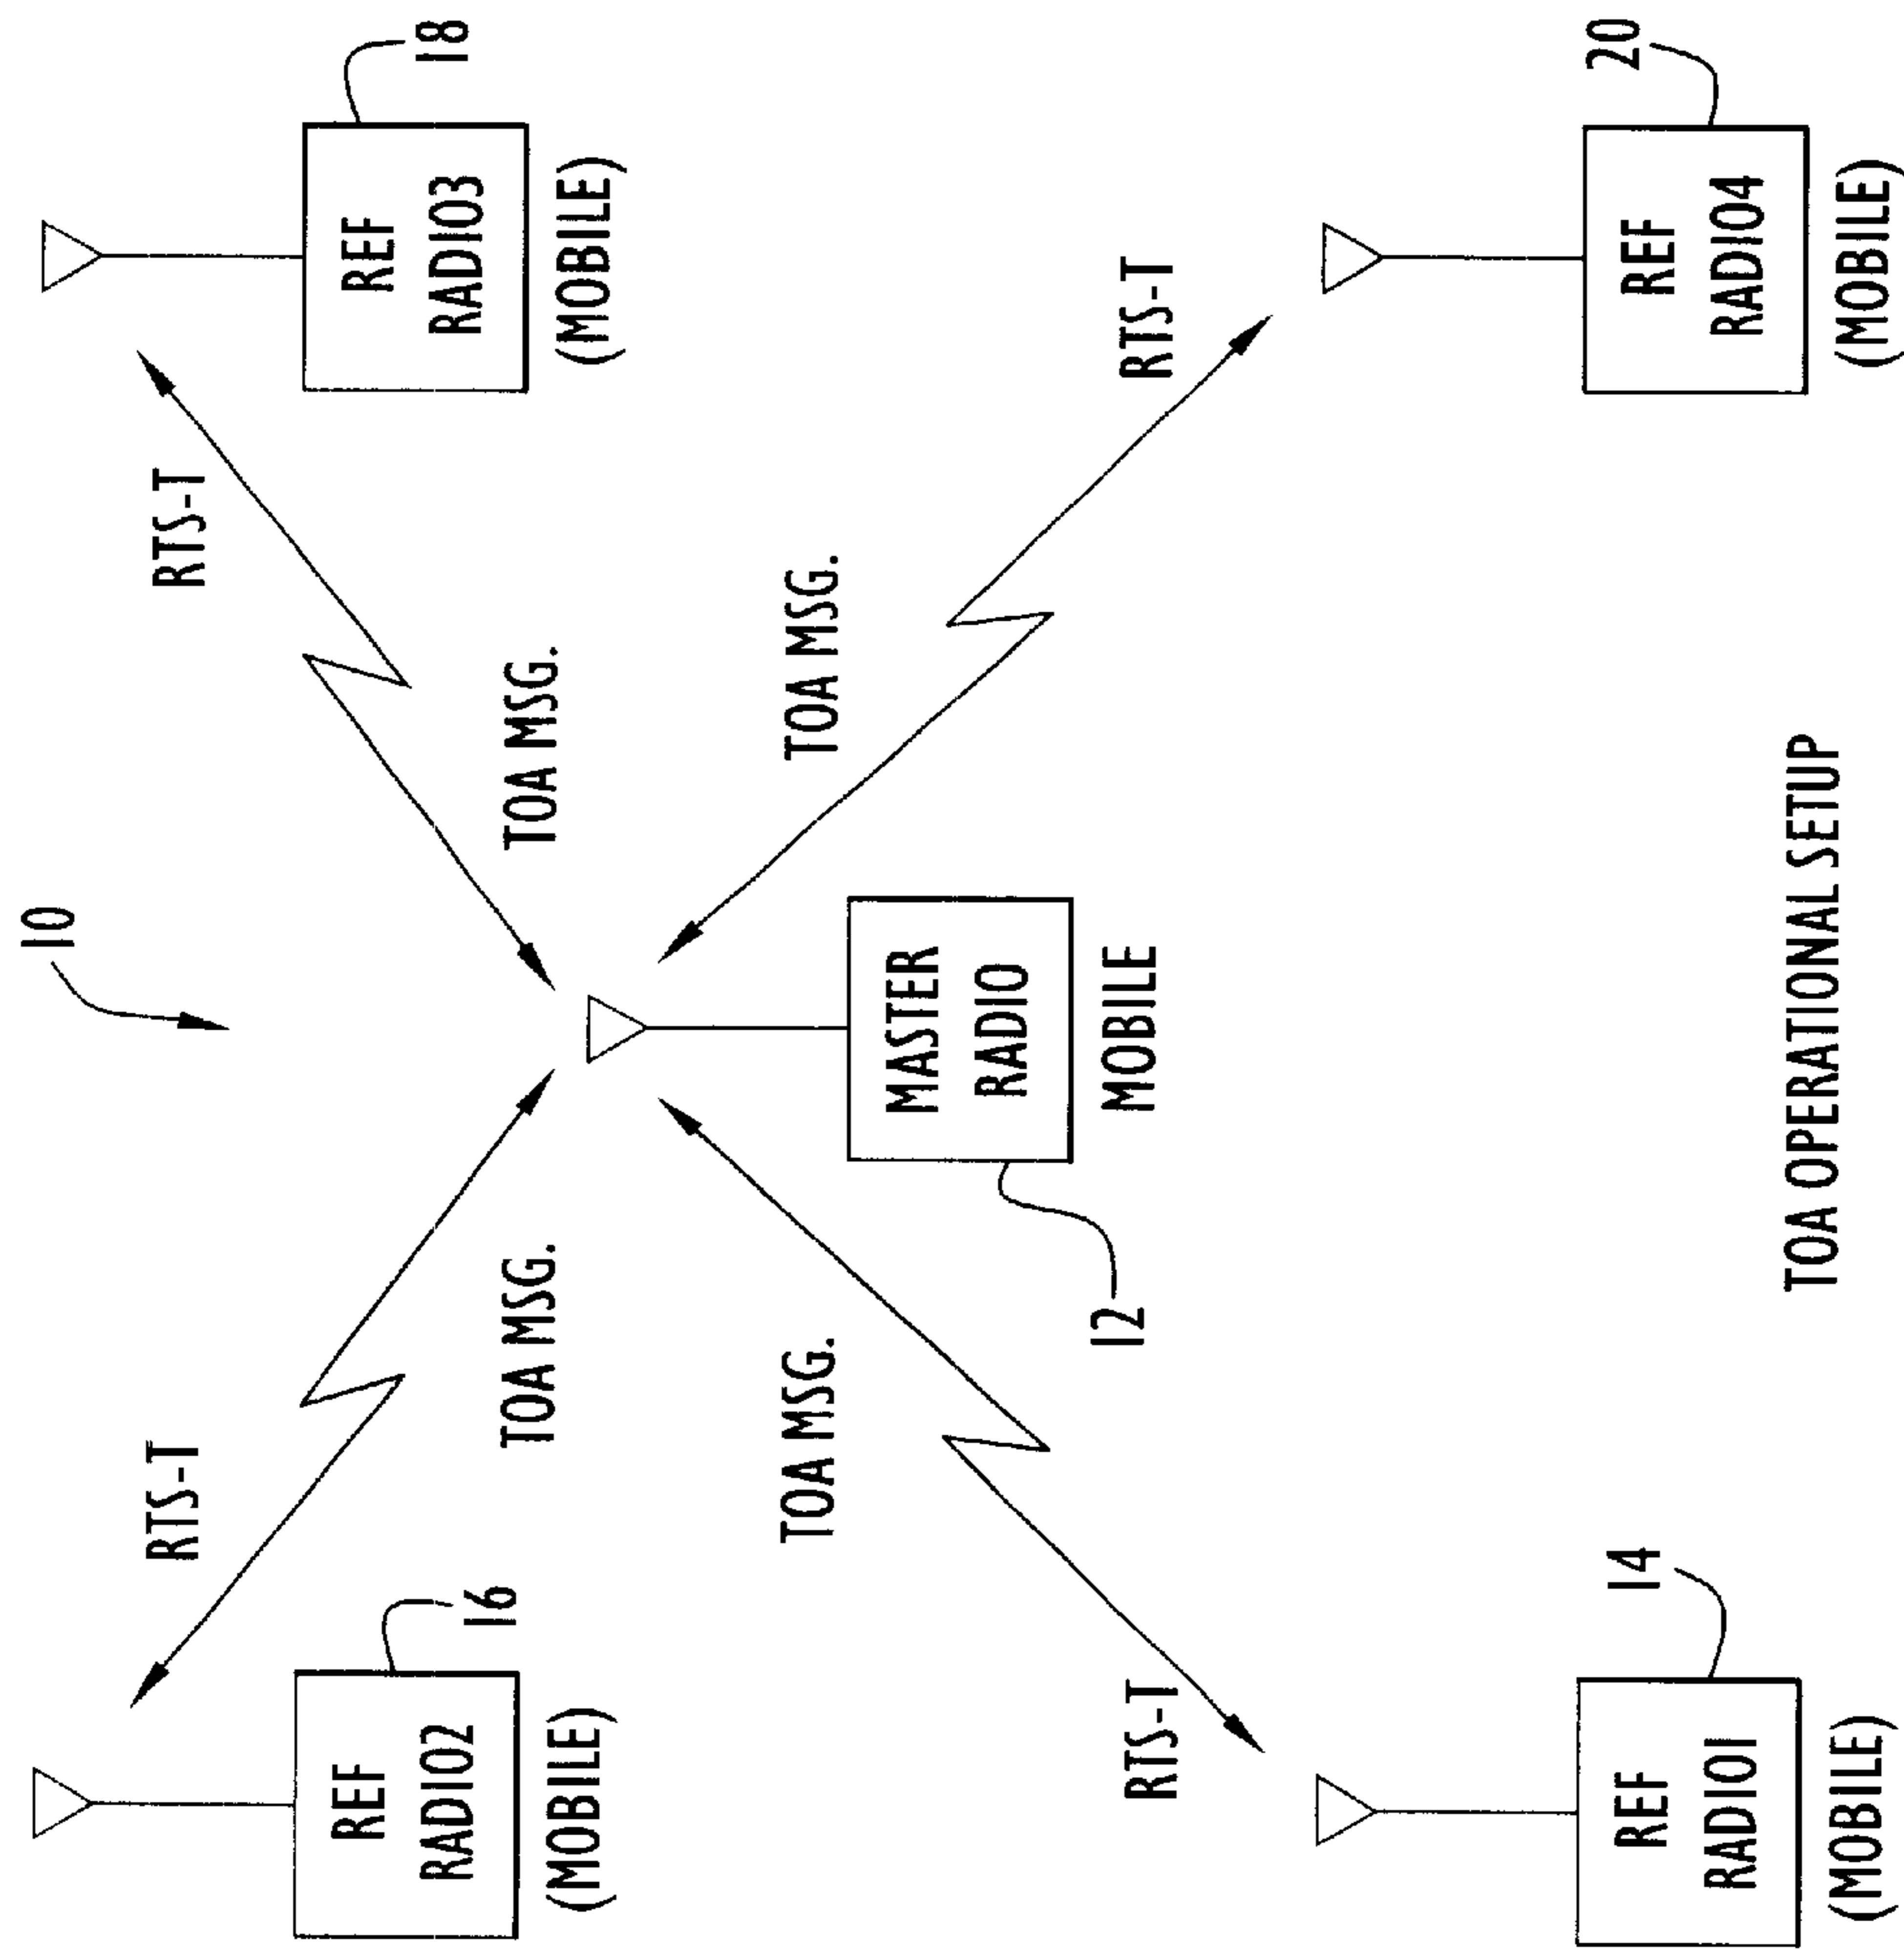 10
RTS-T
RTS-T
REF
RADIO2
(MOBILE)
16
TOA MSG.
TOA MSG.
REF
RADIO3
(MOBILE)
18
TOA MSG.
TOA MSG.
MASTER
RADIO
MOBILE
12
RTS-T
RTS-T
REF
RADIO1
(MOBILE)
14
REF
RADIO4
(MOBILE)
20
TOA OPERATIONAL SETUP